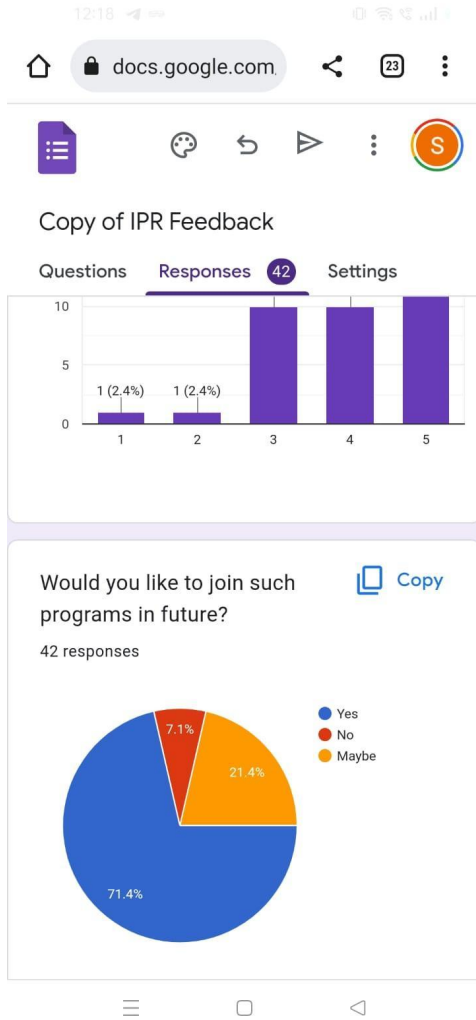 12:18
docs.google.com
23
S
Copy of IPR Feedback
Questions
Responses
42
Settings
10
5
0
1 (2.4%)
1 (2.4%)
1
2
3
4
5
Would you like to join such
programs in future?
Copy
42 responses
Yes
No
Maybe
7.1%
21.4%
71.4%